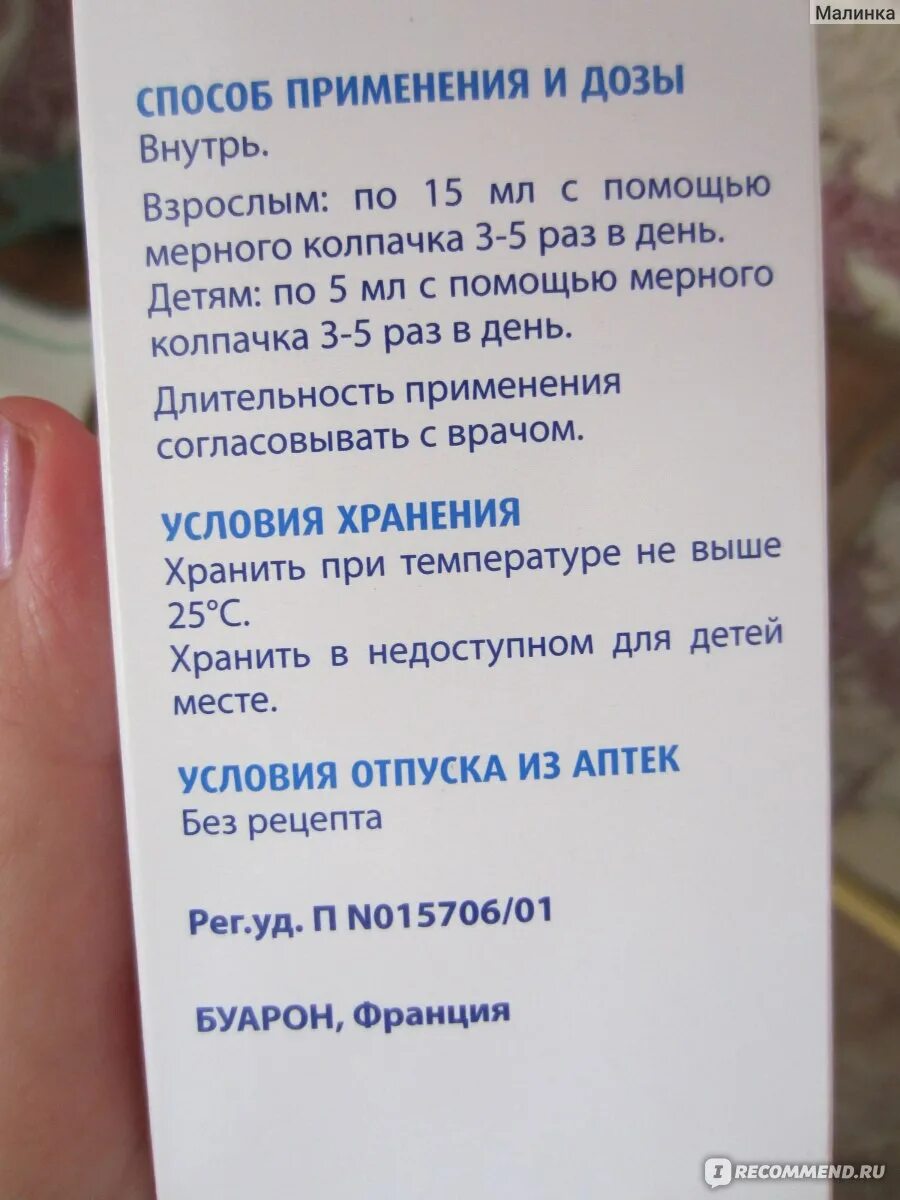 Малинка
СПОСОБ ПРИМЕНЕНИЯ И ДОЗЫ
Внутрь.
Взрослым: по 15 мл с помощью
мерного колпачка 3-5 раз в день.
Детям: по 5 мл с помощью мерного
колпачка 3-5 раз в день.
Длительность применения
согласовывать с врачом.
УСЛОВИЯ ХРАНЕНИЯ
Хранить при температуре не выше
25°C.
Хранить в недоступном для детей
месте.
УСЛОВИЯ ОТПУСКА ИЗ АПТЕК
Без рецепта
Рег.уд. П N015706/01
БУАРОН, Франция
IRECOMMEND.RU